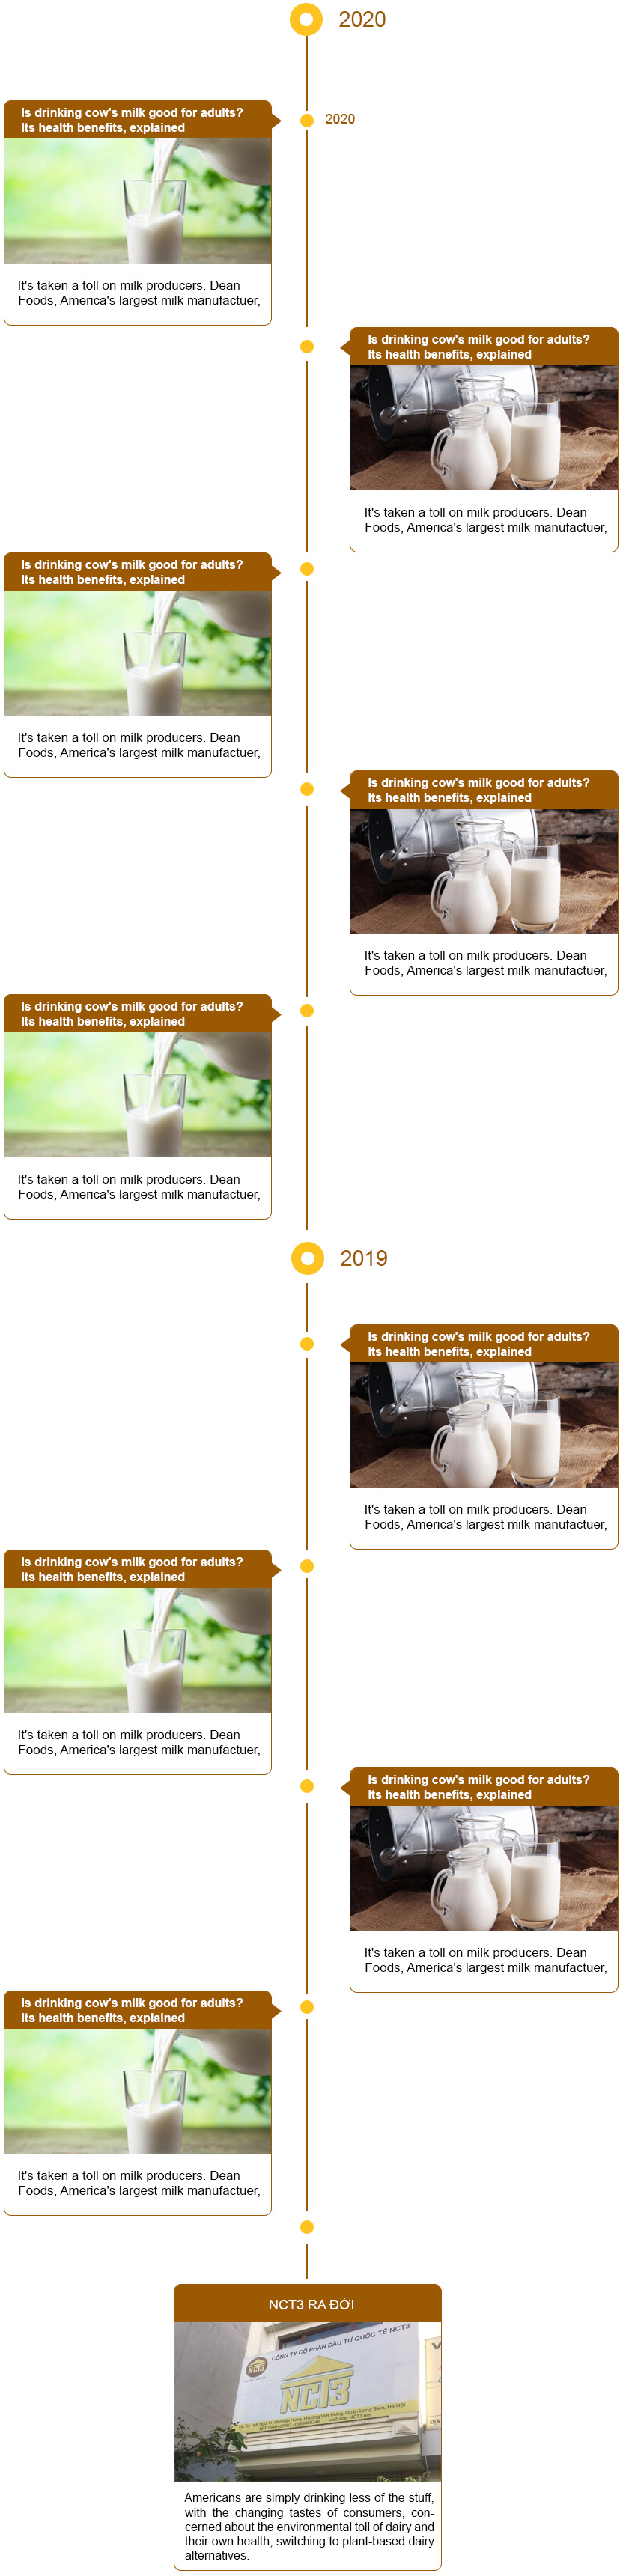 2020
Is drinking cow's milk good for adults?
Its health benefits, explained
2020
It's taken a toll on milk producers. Dean
Foods, America's largest milk manufactuer,
Is drinking cow's milk good for adults?
Its health benefits, explained
It's taken a toll on milk producers. Dean
Foods, America's largest milk manufactuer,
Is drinking cow's milk good for adults?
Its health benefits, explained
It's taken a toll on milk producers. Dean
Foods, America's largest milk manufactuer,
Is drinking cow's milk good for adults?
Its health benefits, explained
It's taken a toll on milk producers. Dean
Foods, America's largest milk manufactuer,
Is drinking cow's milk good for adults?
Its health benefits, explained
It's taken a toll on milk producers. Dean
Foods, America's largest milk manufactuer,
2019
Is drinking cow's milk good for adults?
Its health benefits, explained
It's taken a toll on milk producers. Dean
Foods, America's largest milk manufactuer,
Is drinking cow's milk good for adults?
Its health benefits, explained
It's taken a toll on milk producers. Dean
Foods, America's largest milk manufactuer,
Is drinking cow's milk good for adults?
Its health benefits, explained
It's taken a toll on milk producers. Dean
Foods, America's largest milk manufactuer,
Is drinking cow's milk good for adults?
Its health benefits, explained
It's taken a toll on milk producers. Dean
Foods, America's largest milk manufactuer,
NCT3 RA ĐỜI
CÔNG TY CỔ PHẦN ĐẦU TƯ QUỐC TẾ NCT3
NCT3
NCT3
Phường Việt Hưng, Quận Long Biên, Hà Nội
Americans are simply drinking less of the stuff,
with the changing tastes of consumers, con-
cerned about the environmental toll of dairy and
their own health, switching to plant-based dairy
alternatives.